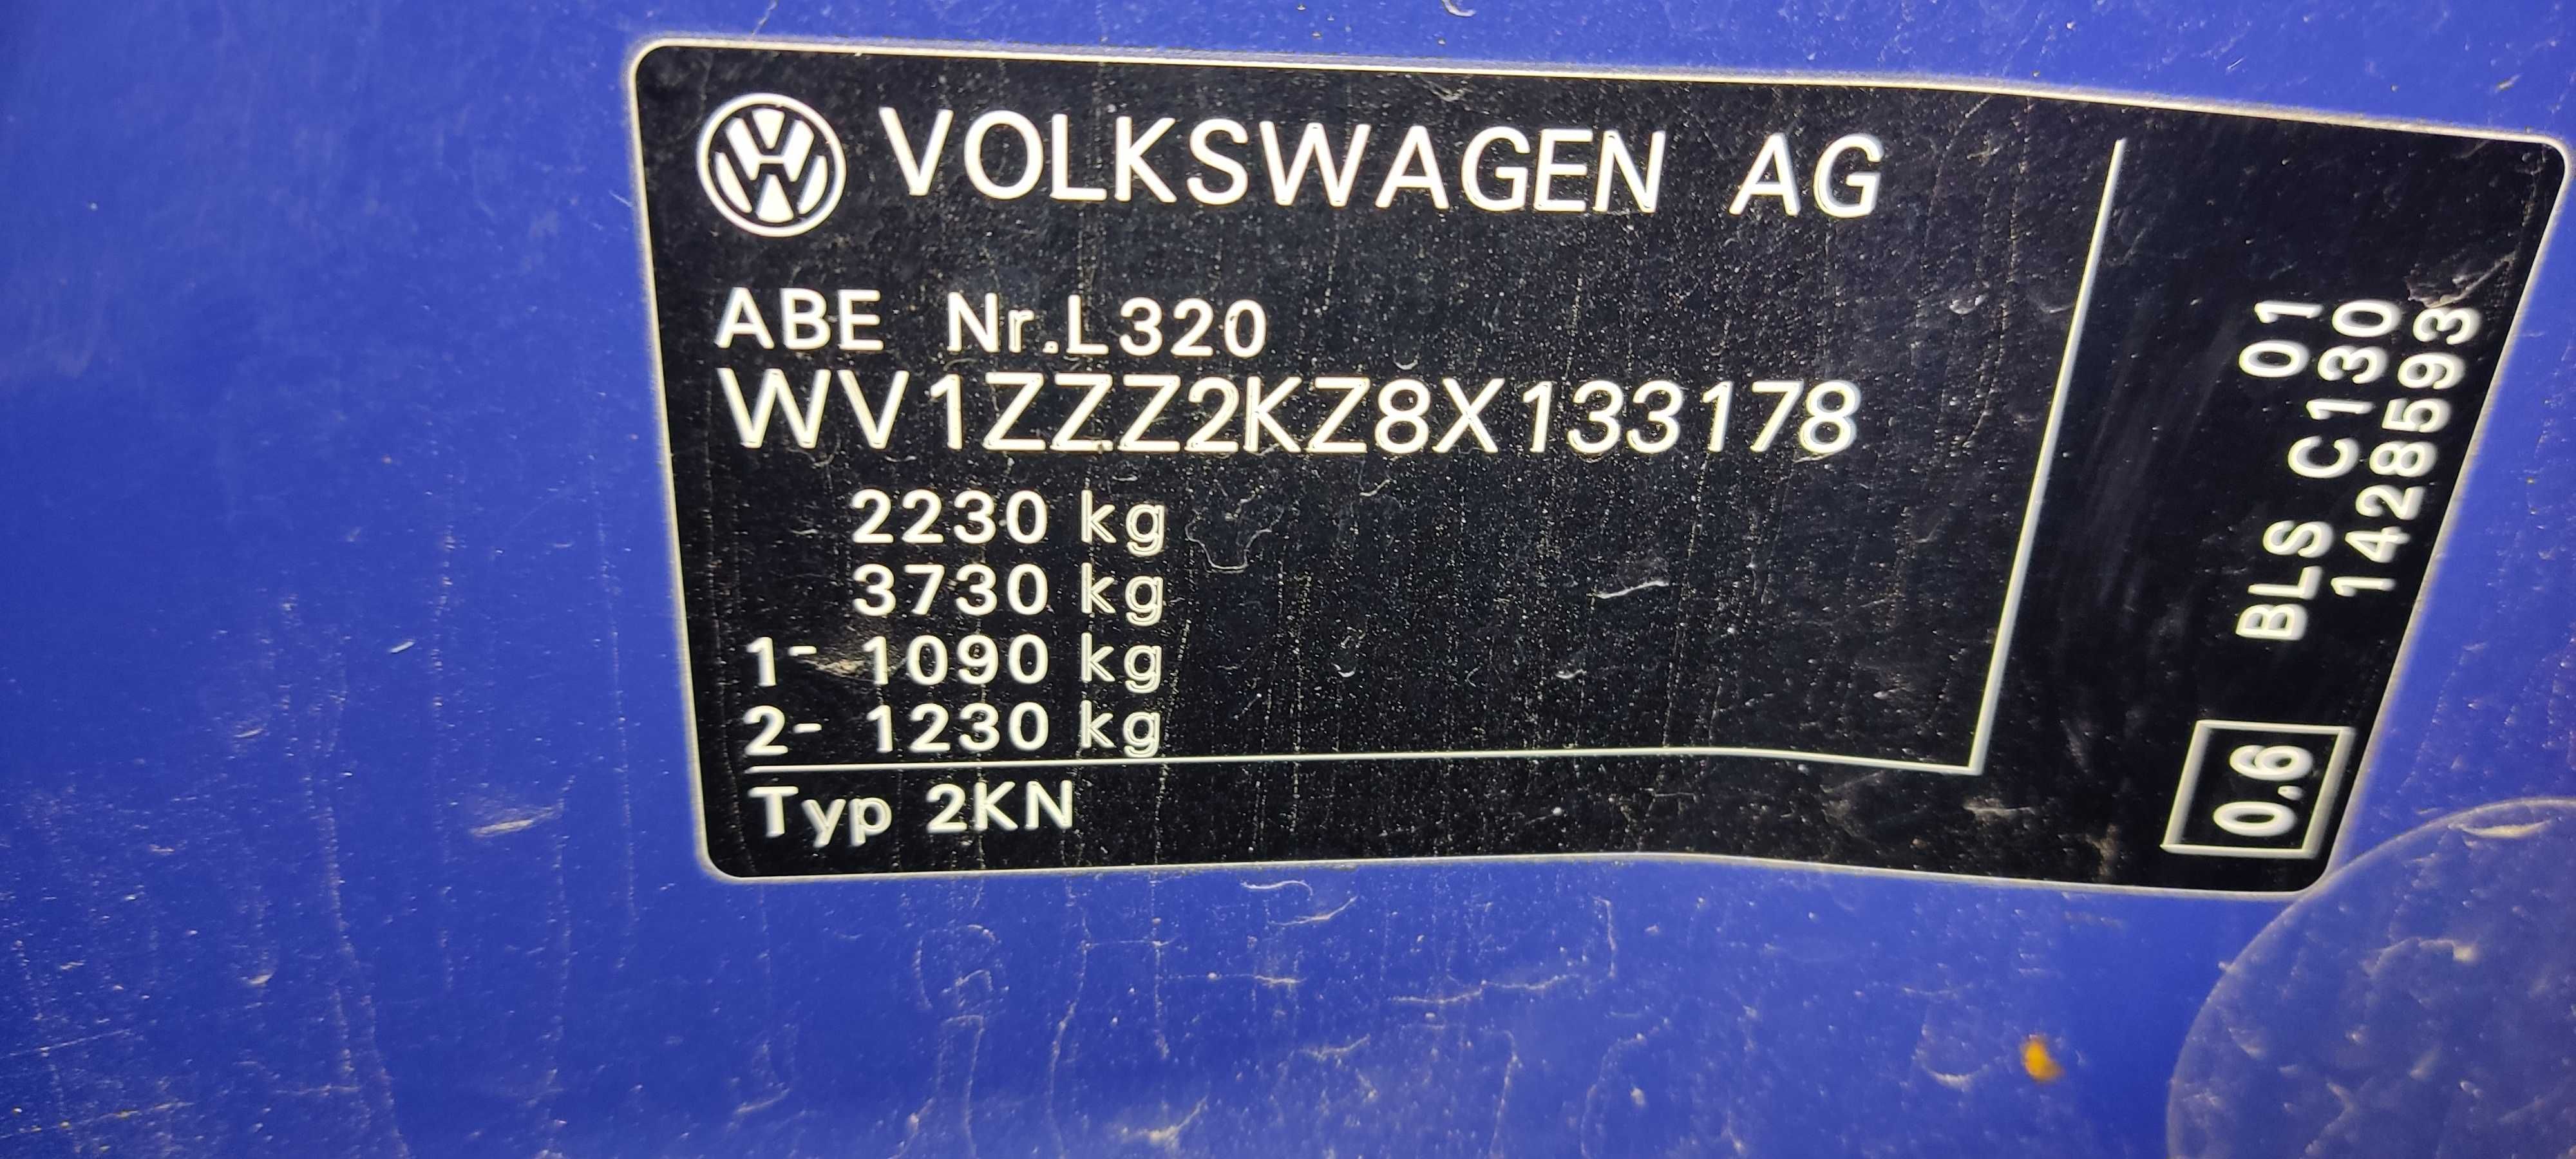 VOLKSWAGEN AG
ABE Nr.L320
WV1ZZZ2KZ8X133178
2230 kg
3730 kg
1- 1090 kg
2- 1230 kg
Typ 2KN
BLS 01
C130
1428593
0.6